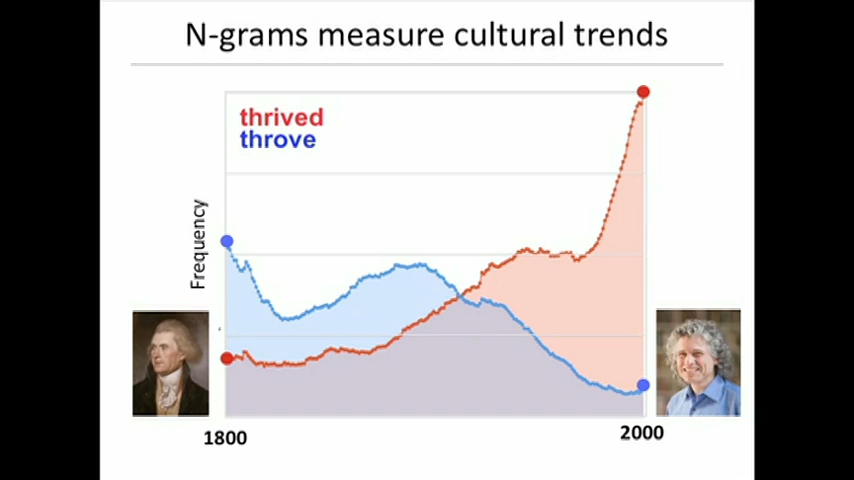 N-grams measure cultural trends
thrived
throve
Frequency
1800
2000